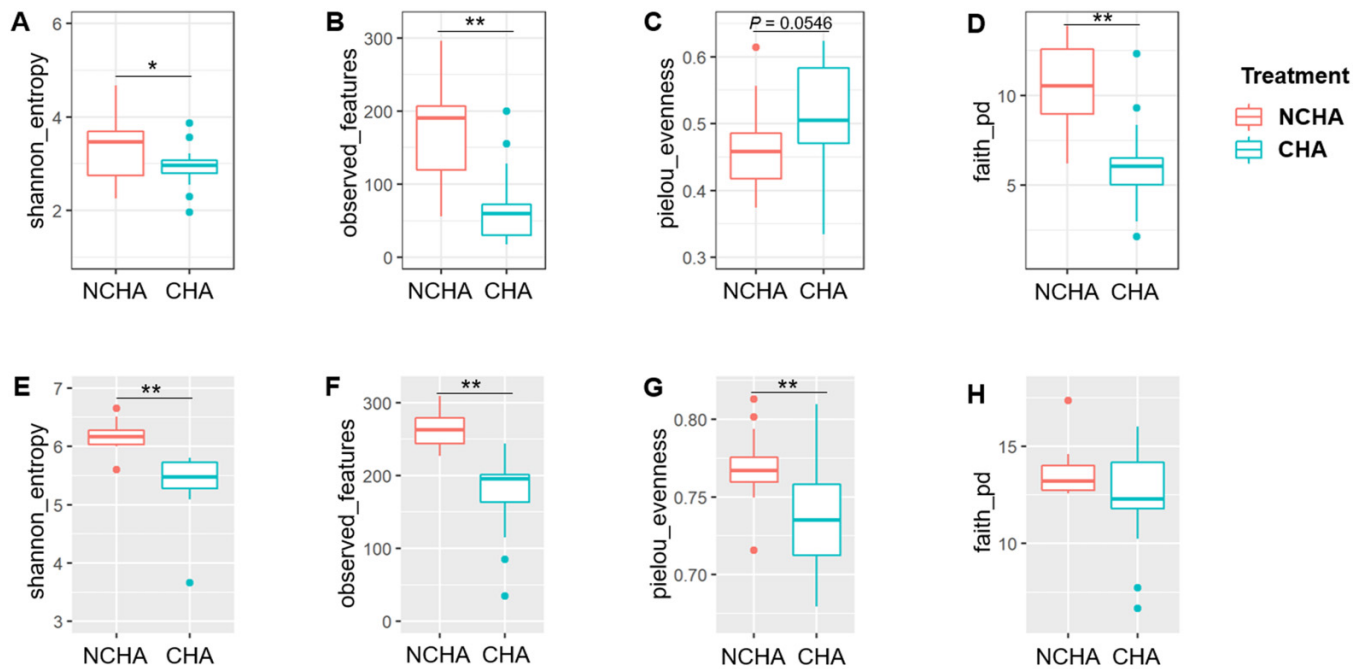 A
shannon_entropy
6
4
2
*
NCHA CHA
B
observed_features
300
200
100
0
**
NCHA CHA
C
pielou_evenness
0.6
0.5
0.4
0.3
P = 0.0546
NCHA CHA
D
faith_pd
10
5
**
NCHA CHA
Treatment
NCHA
CHA
E
shannon_entropy
7
6
5
4
3
**
NCHA CHA
F
observed_features
300
200
100
0
**
NCHA CHA
G
pielou_evenness
0.80
0.75
0.70
**
NCHA CHA
H
faith_pd
15
10
NCHA CHA